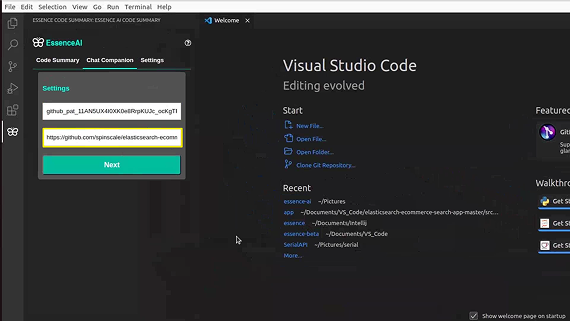 File Edit Selection View Go Run Terminal Help
ESSENCE CODE SUMMARY: ESSENCE AI CODE SUMMARY
Welcome
EssenceAI
Code Summary Chat Companion Settings
Settings
https://github.com/spinscale/elasticsearch-ecomm
Next
Visual Studio Code
Editing evolved
Start
New File...
Open File...
Open Folder...
Clone Git Repository...
Recent
essence-ai ~/Pictures
app ~/Documents/VS_Code/elasticsearch-ecommerce-search-app-master/src...
essence ~/Documents/Intellij
essence-beta ~/Documents/VS_Code
SerialAPI ~/Pictures/serial
More...
Featured
Gith
Sup
Walkthro
Get St
Get St
Get St
Show welcome page on startup